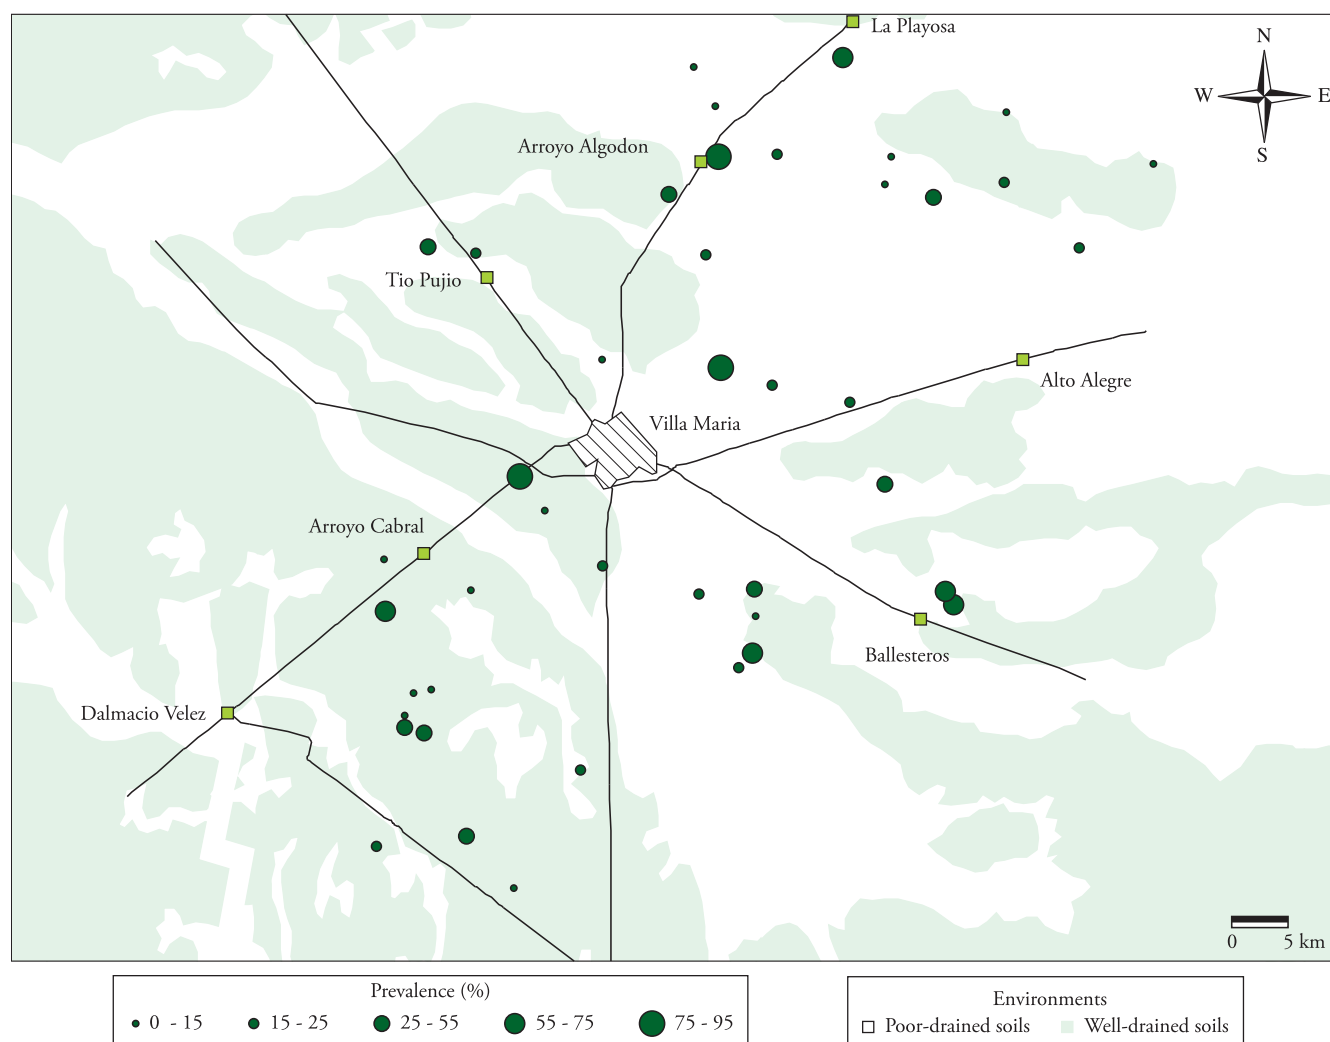 La Playosa
N
W
E
S
Arroyo Algodon
Tio Pujio
Alto Alegre
Villa Maria
Arroyo Cabral
Ballesteros
Dalmacio Velez
0 5 km
Prevalence (%)
0 - 15 15 - 25 25 - 55 55 - 75 75 - 95
Environments
Poor-drained soils Well-drained soils